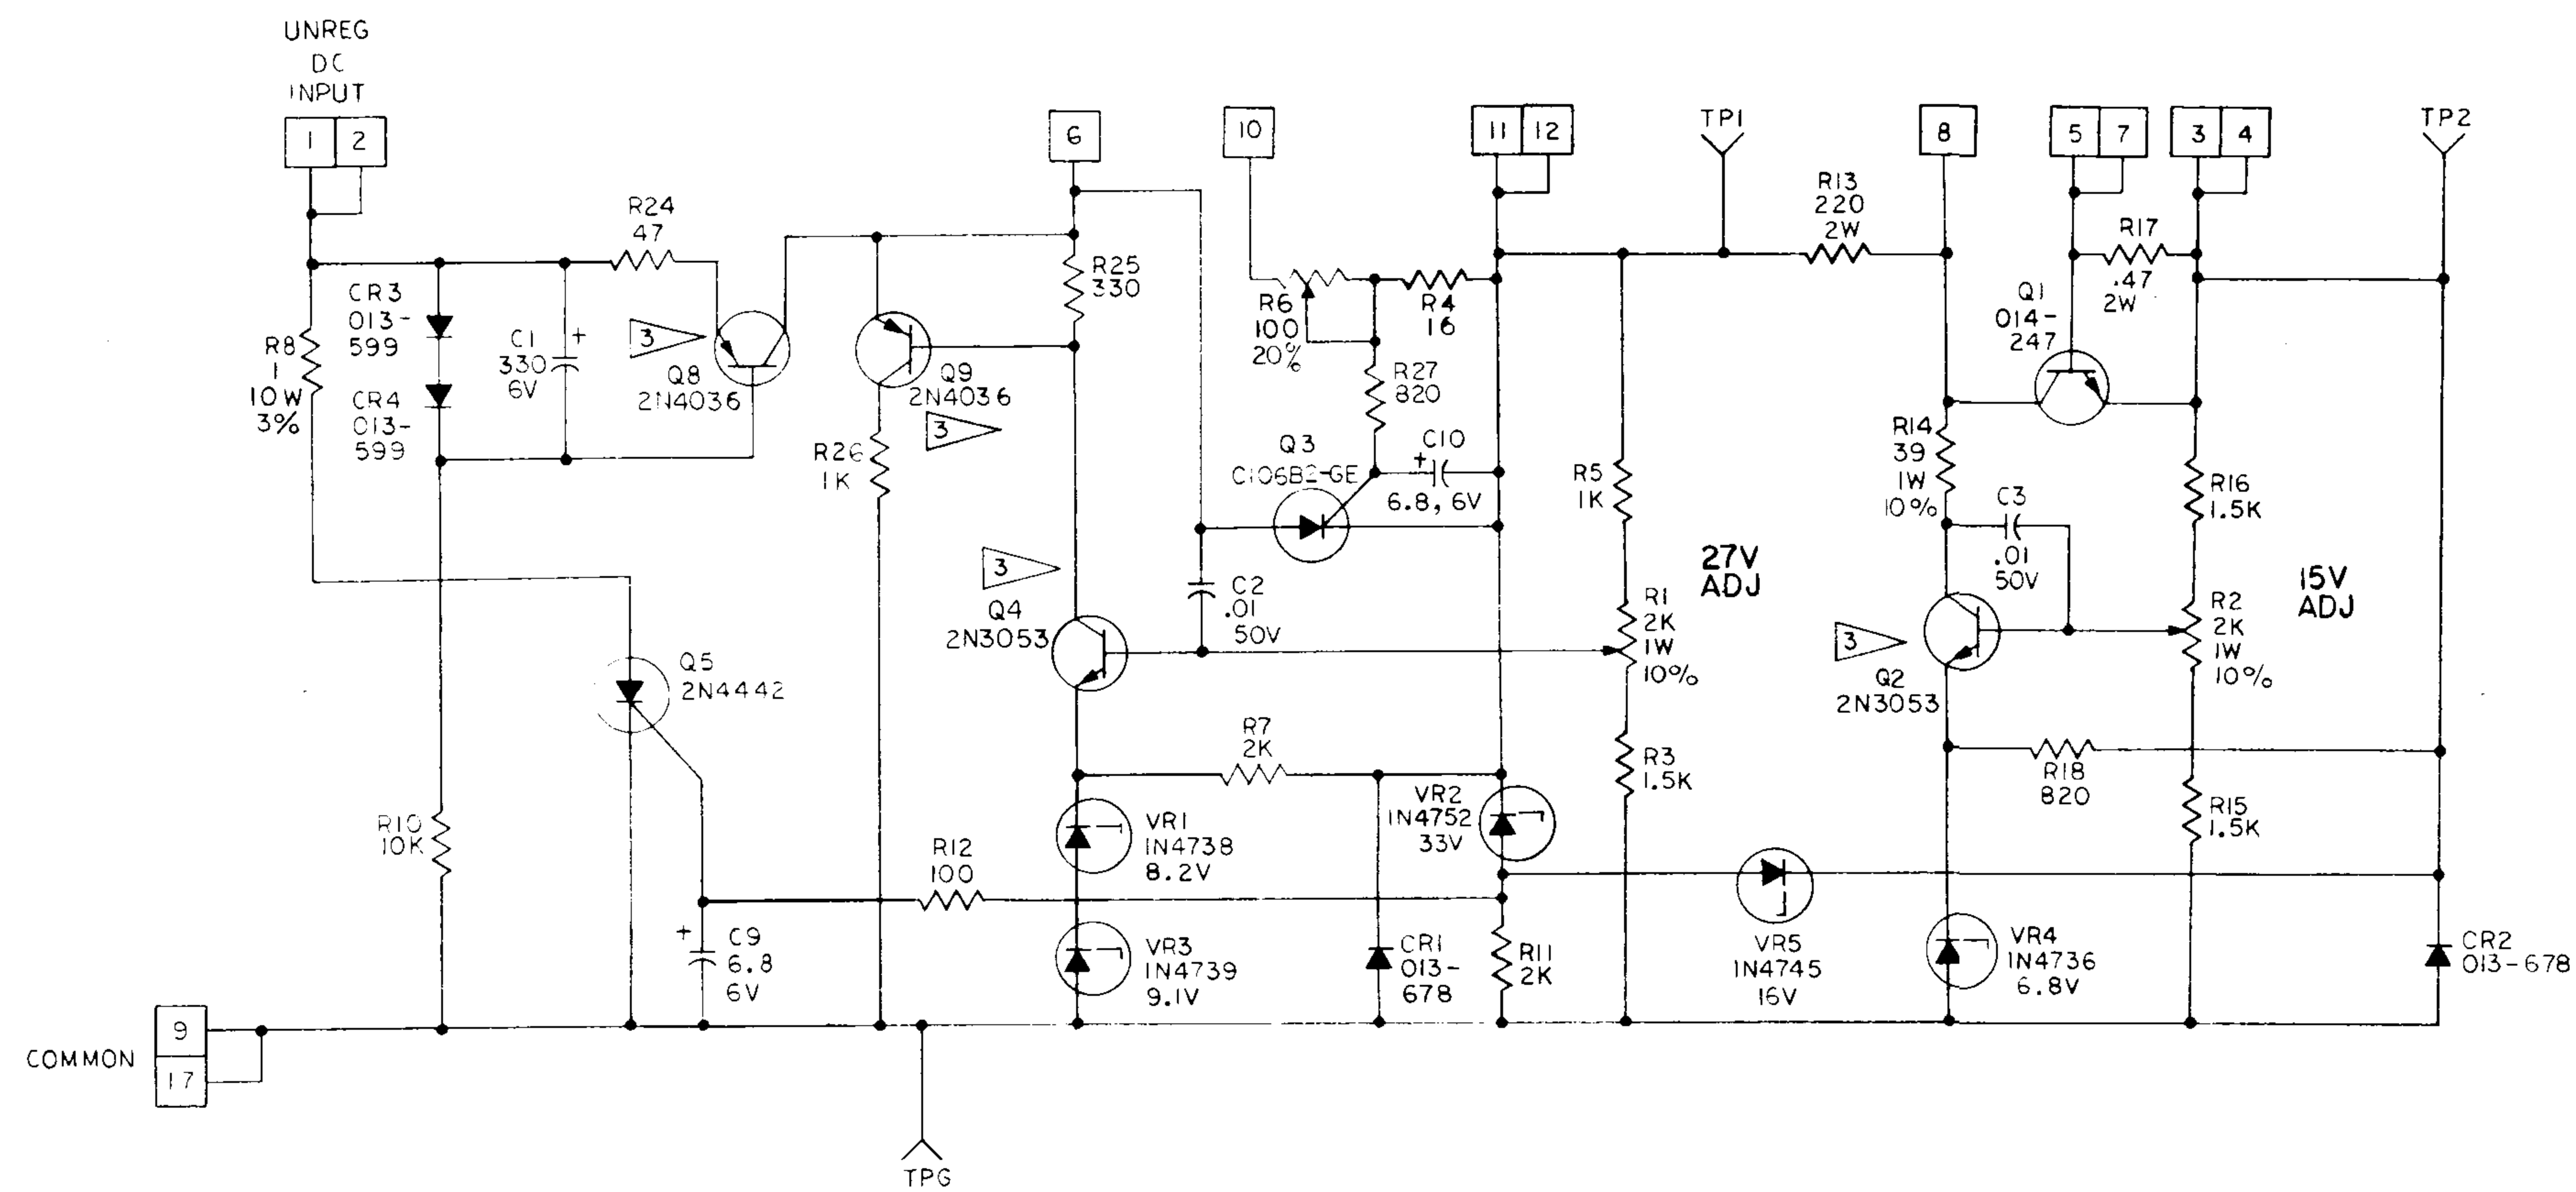 UNREG
DC
INPUT
1
2
6
10
11
12
TP1
8
5
7
3
4
TP2
R24
47
R13
220
2W
R17
.47
2W
R25
330
CR3
013-
599
C1
330
6V
+
3
R8
1
10W
3%
CR4
013-
599
Q8
2N4036
Q9
2N4036
3
R6
100
20%
R4
16
Q1
014-
247
R27
820
R26
1K
Q3
C106B2-GE
C10
+
6.8, 6V
R5
1K
R14
39
1W
10%
C3
.01
50V
R16
1.5K
3
Q4
2N3053
C2
.01
50V
27V
ADJ
R1
2K
1W
10%
3
Q2
2N3053
R2
2K
1W
10%
15V
ADJ
Q5
2N4442
R7
2K
R3
1.5K
R18
820
R15
1.5K
R10
10K
R12
100
VR1
1N4738
8.2V
VR2
1N4752
33V
+
C9
6.8
6V
VR3
1N4739
9.1V
CR1
013-
678
R11
2K
VR5
1N4745
16V
VR4
1N4736
6.8V
CR2
013-678
COMMON
9
17
TPG